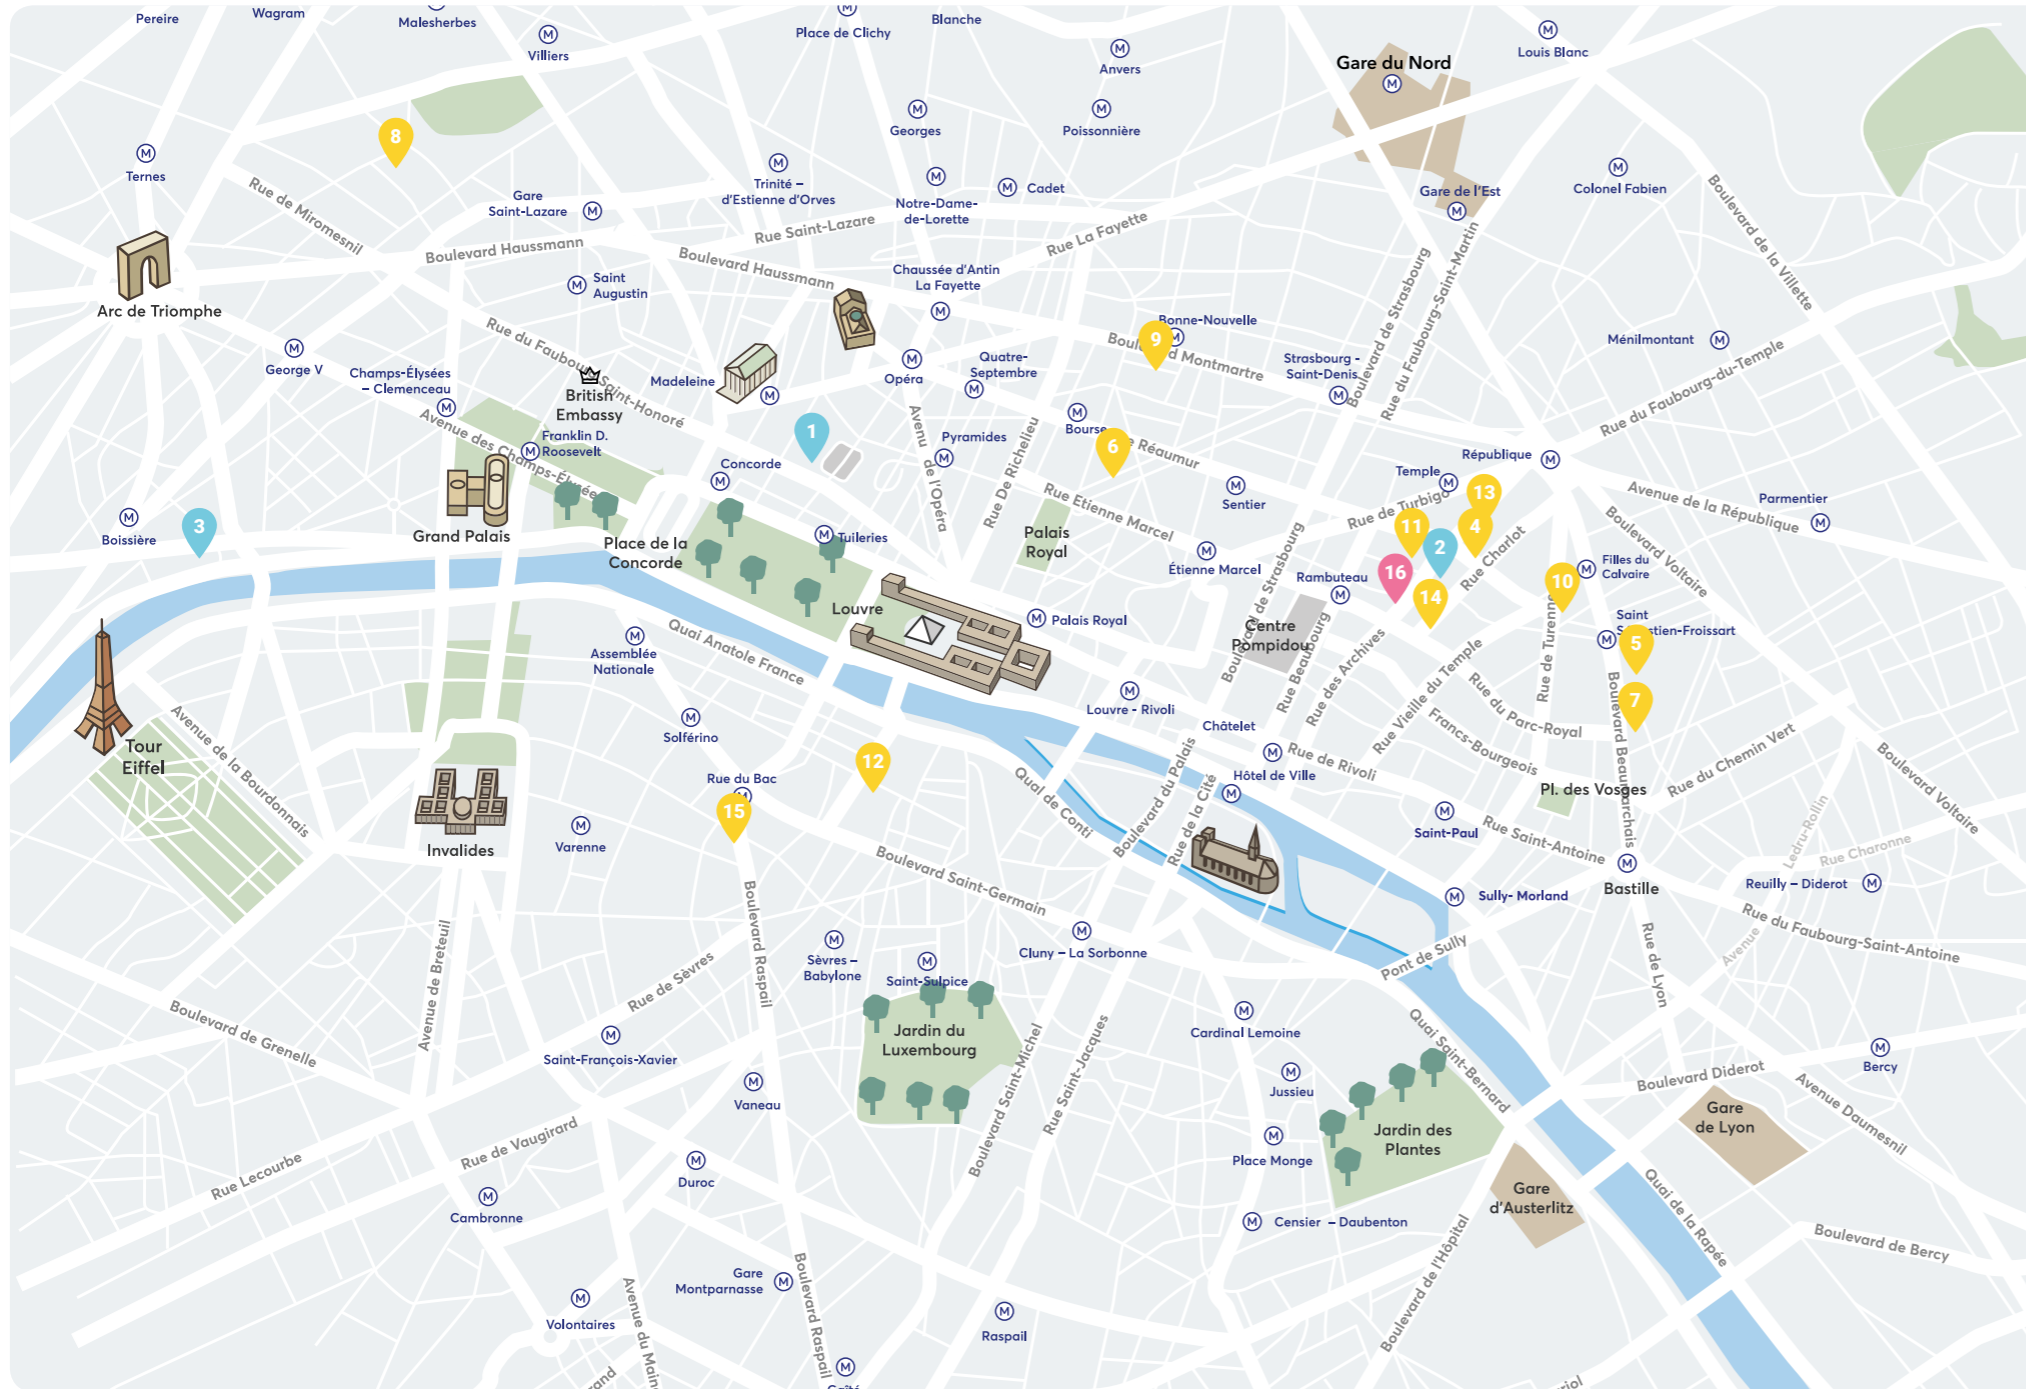 Pereire
Wagram
Malesherbes
Villiers
Place de Clichy
Blanche
Anvers
Gare du Nord
Louis Blanc
8
Ternes
Georges
Poissonnière
Trinité –
d'Estienne d'Orves
Notre-Dame-
de-Lorette
Cadet
Gare de l'Est
Colonel Fabien
Boulevard de la Villette
Rue de Miromesnil
Gare
Saint-Lazare
Rue Saint-Lazare
Rue La Fayette
Boulevard Haussmann
Boulevard Haussmann
Saint
Augustin
Chaussée d'Antin
La Fayette
Boulevard de Strasbourg
Rue du Faubourg-Saint-Martin
Arc de Triomphe
George V
Champs-Élysées
– Clemenceau
Rue du Faubourg-Saint-Honoré
British
Embassy
Madeleine
Opéra
Quatre-
Septembre
Bonne-Nouvelle
9
Boulevard Montmartre
Strasbourg -
Saint-Denis
Ménilmontant
Rue du Faubourg-du-Temple
Avenue des Champs-Élysées
Franklin D.
Roosevelt
1
Concorde
Avenu de l'Opéra
Pyramides
Rue De Richelieu
Bourse
6
Réaumur
Rue Etienne Marcel
Sentier
République
Temple
13
Rue de Turbigo
11
4
2
16
14
Rue Charlot
Avenue de la République
Parmentier
Boulevard Voltaire
Boissière
3
Grand Palais
Place de la
Concorde
Tuileries
Palais
Royal
Étienne Marcel
Boulevard de Strasbourg
Rambuteau
10
Filles du
Calvaire
Louvre
Palais Royal
Centre
Pompidou
Rue Beaubourg
Rue des Archives
Rue Vieille du Temple
Rue de Turenne
Saint
Sébastien-Froissart
5
7
Assemblée
Nationale
Quai Anatole France
Louvre - Rivoli
Châtelet
Rue du Parc-Royal
Francs-Bourgeois
Boulevard Beaumarchais
Tour
Eiffel
Avenue de la Bourdonnais
Solférino
12
Rue du Bac
15
Hôtel de Ville
Rue de Rivoli
Pl. des Vosges
Rue du Chemin Vert
Boulevard Voltaire
Invalides
Varenne
Quai de Conti
Boulevard du Palais
Rue de la Cité
Saint-Paul
Rue Saint-Antoine
Bastille
Ledru-Rollin
Avenue
Rue Charonne
Reuilly – Diderot
Boulevard Saint-Germain
Boulevard Raspail
Sully- Morland
Rue du Faubourg-Saint-Antoine
Avenue de Breteuil
Rue de Sèvres
Sèvres –
Babylone
Saint-Sulpice
Cluny – La Sorbonne
Pont de Sully
Rue de Lyon
Boulevard de Grenelle
Saint-François-Xavier
Jardin du
Luxembourg
Boulevard Saint-Michel
Rue Saint-Jacques
Cardinal Lemoine
Quai Saint-Bernard
Bercy
Vaneau
Jussieu
Boulevard Diderot
Avenue Daumesnil
Gare
de Lyon
Rue de Vaugirard
Rue Lecourbe
Duroc
Place Monge
Jardin des
Plantes
Cambronne
Censier – Daubenton
Gare
d'Austerlitz
Quai de la Rapée
Boulevard de Bercy
Boulevard de l'Hôpital
Gare
Montparnasse
Boulevard Raspail
Avenue du Main
Volontaires
Raspail
Gaîté
rand
riol